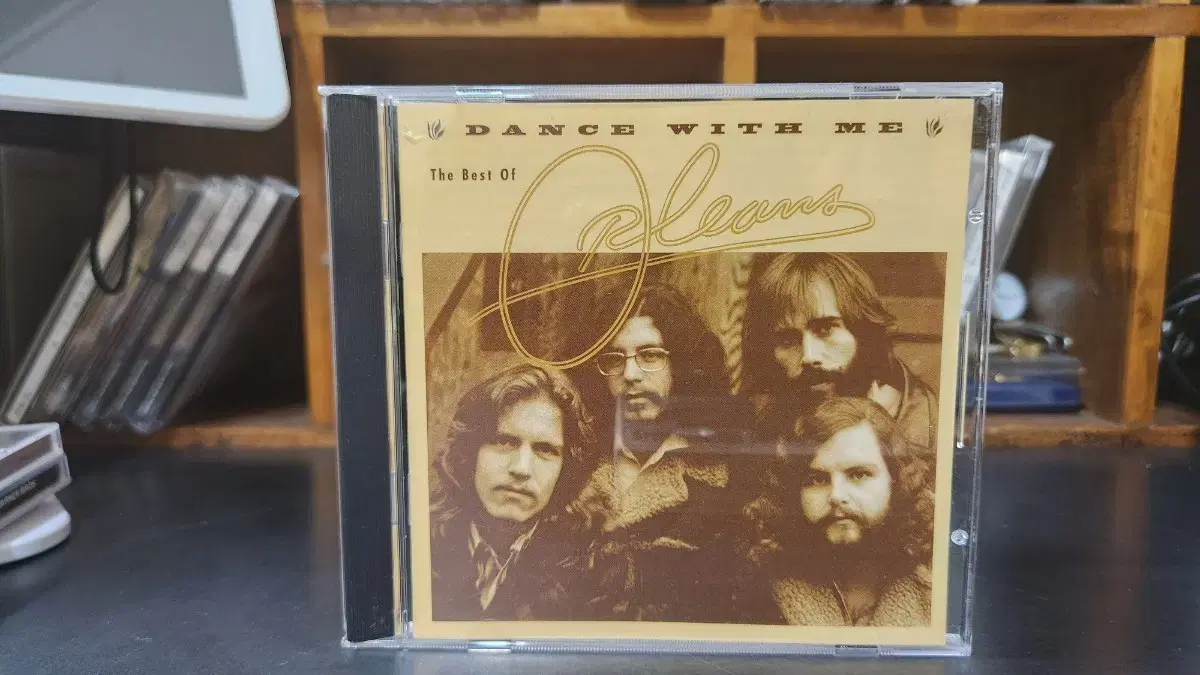 DANCE WITH ME
The Best Of
Orleans